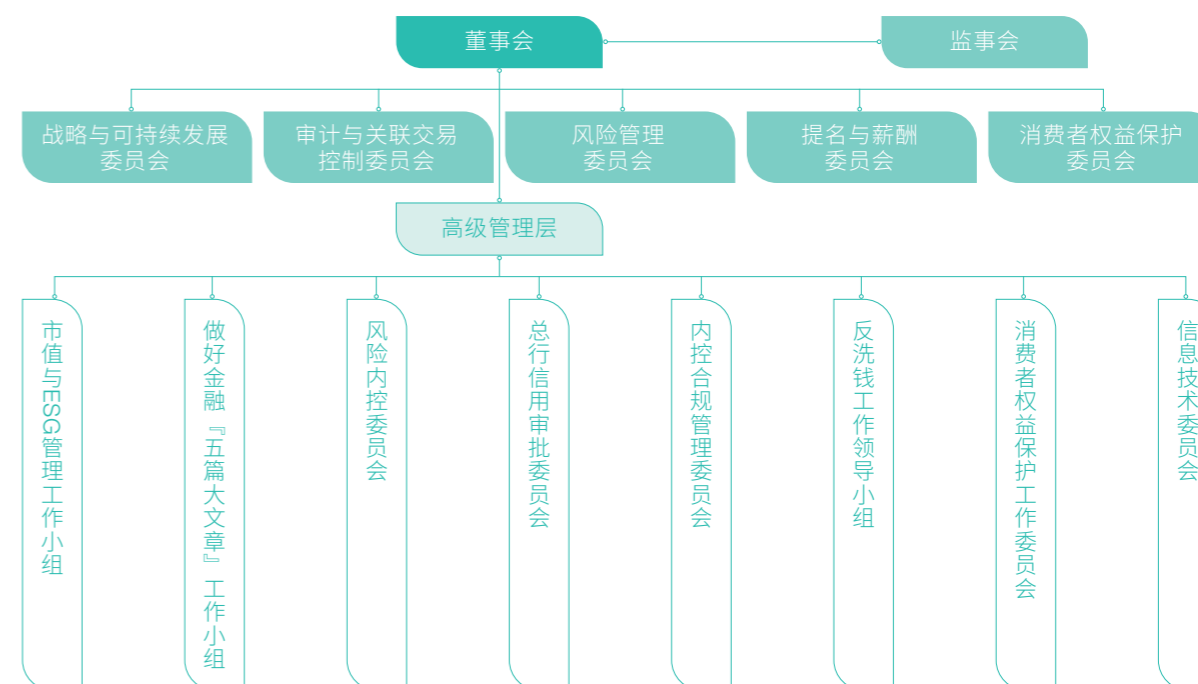 董事会
监事会
战略与可持续发展
委员会
审计与关联交易
控制委员会
风险管理
委员会
提名与薪酬
委员会
消费者权益保护
委员会
高级管理层
市值与ESG管理工作小组
做好金融『五篇大文章』工作小组
风险内控委员会
总行信用审批委员会
内控合规管理委员会
反洗钱工作领导小组
消费者权益保护工作委员会
信息技术委员会